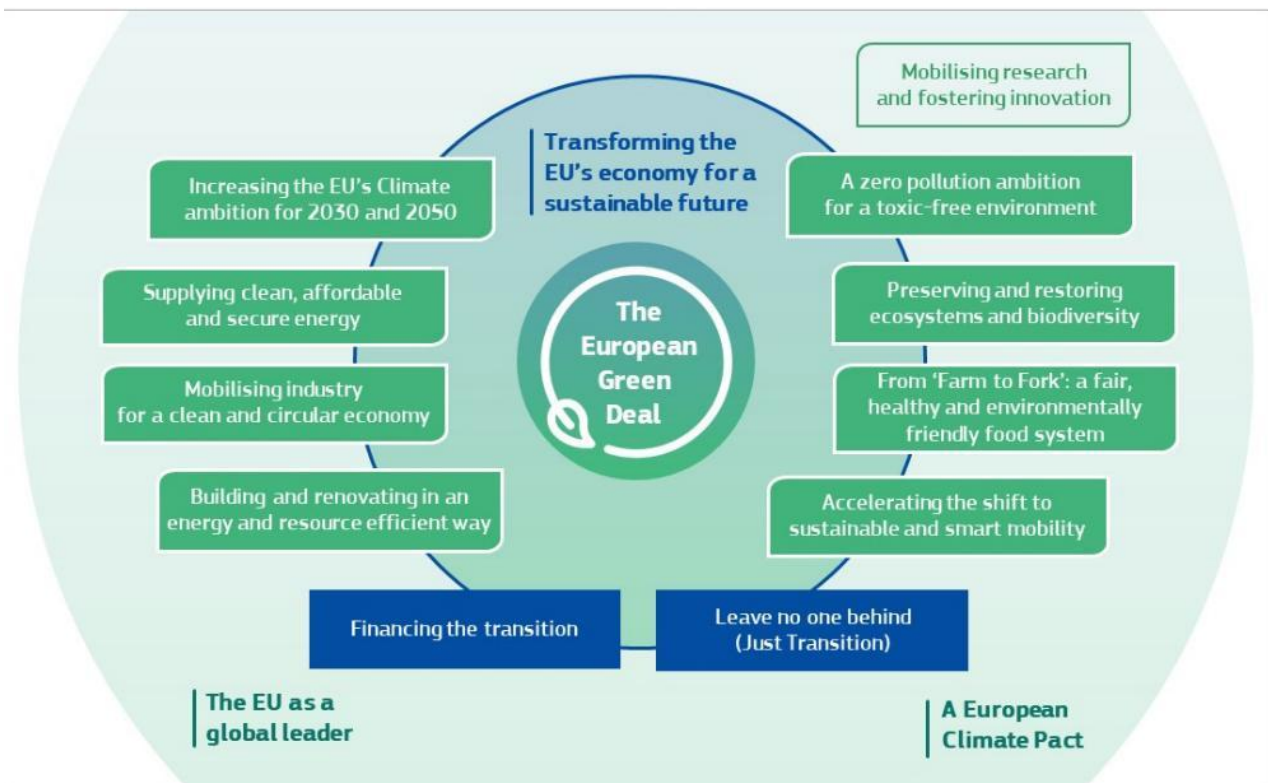 Mobilising research
and fostering innovation
Transforming the
EU's economy for a
sustainable future
Increasing the EU's Climate
ambition for 2030 and 2050
A zero pollution ambition
for a toxic-free environment
Supplying clean, affordable
and secure energy
Preserving and restoring
ecosystems and biodiversity
The
European
Green
Deal
Mobilising industry
for a clean and circular economy
From ‘Farm to Fork’: a fair,
healthy and environmentally
friendly food system
Building and renovating in an
energy and resource efficient way
Accelerating the shift to
sustainable and smart mobility
Financing the transition
Leave no one behind
(Just Transition)
The EU as a
global leader
A European
Climate Pact